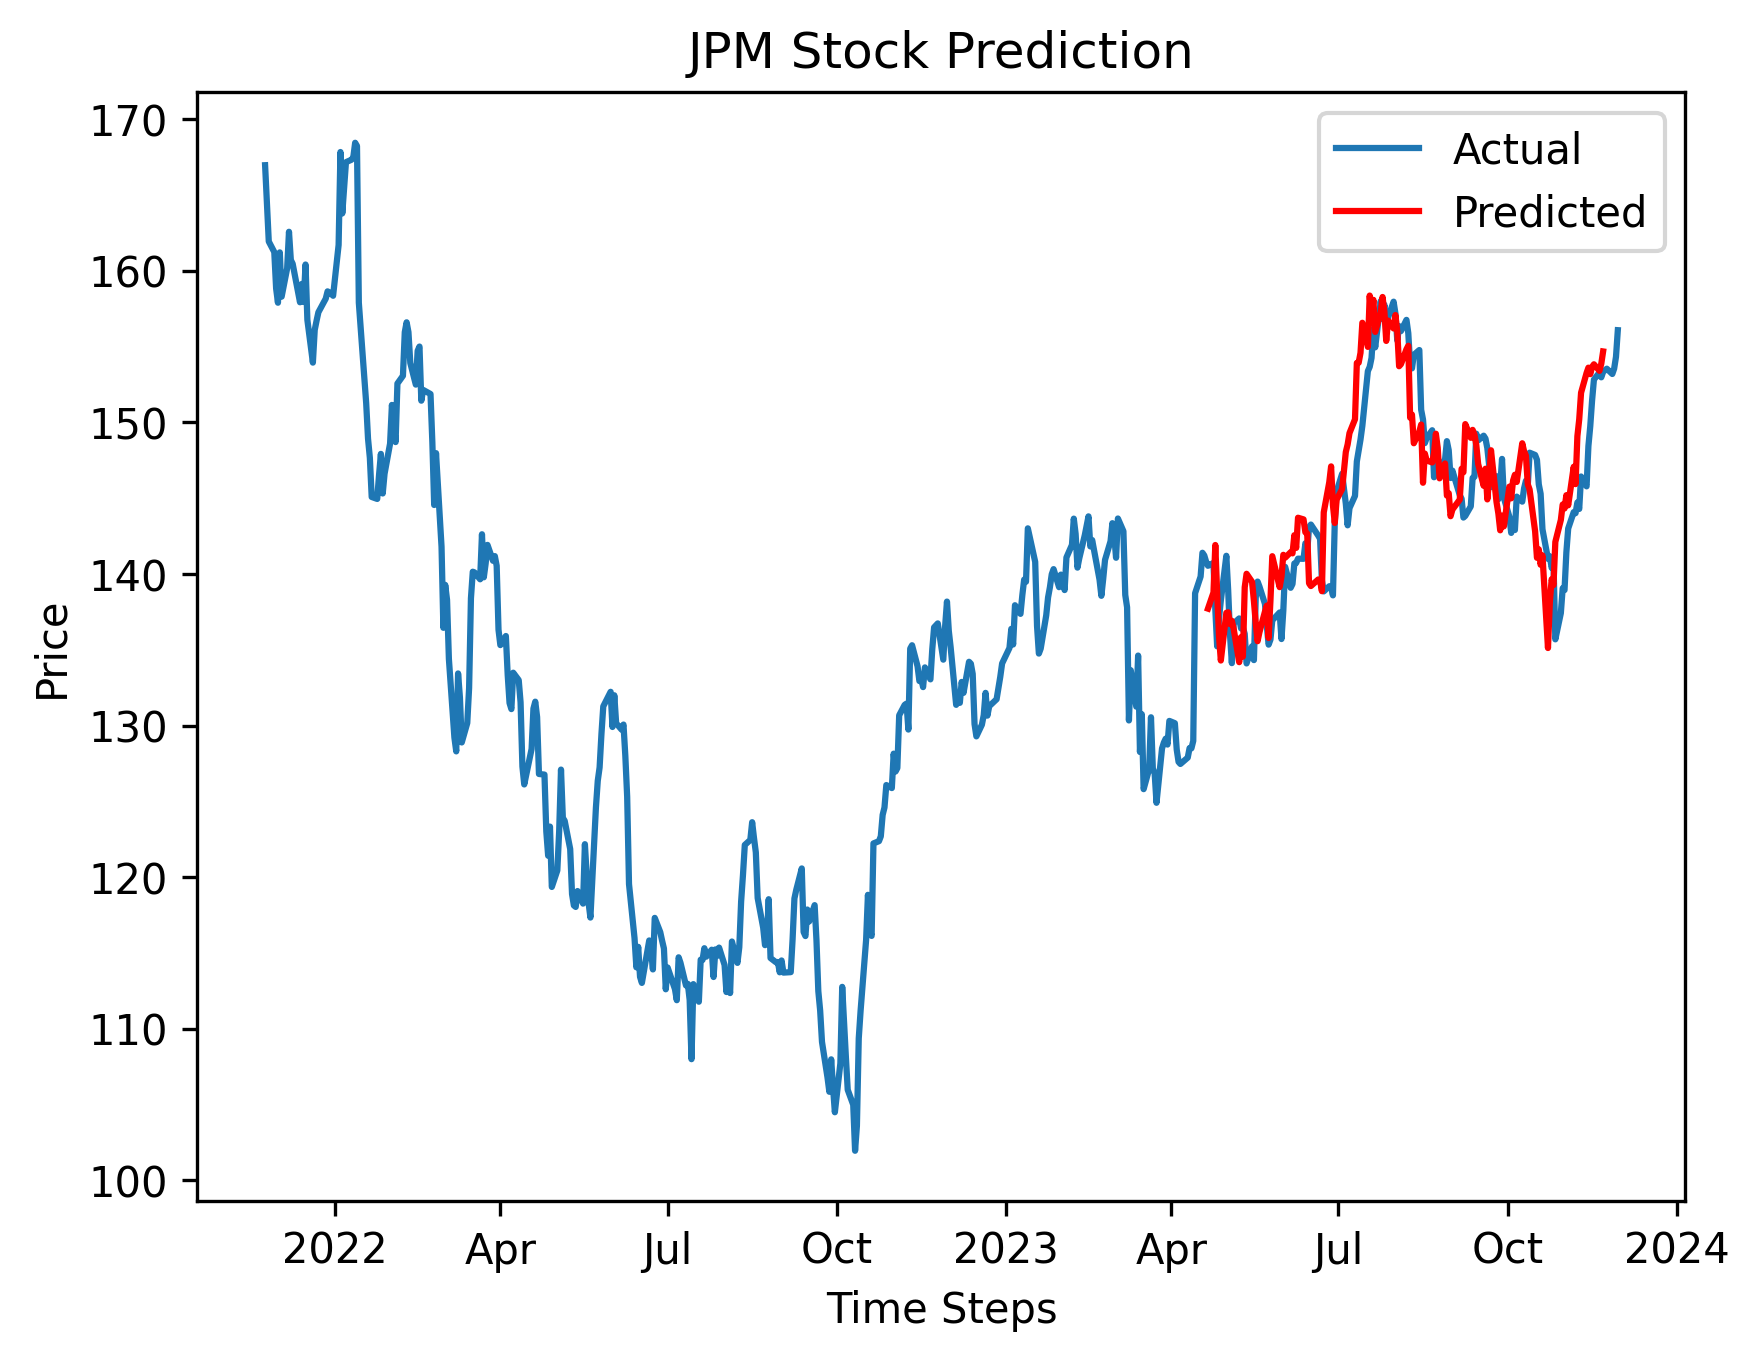 JPM Stock Prediction
170
160
150
140
130
120
110
100
Price
Actual
Predicted
2022 Apr Jul Oct 2023 Apr Jul Oct 2024
Time Steps